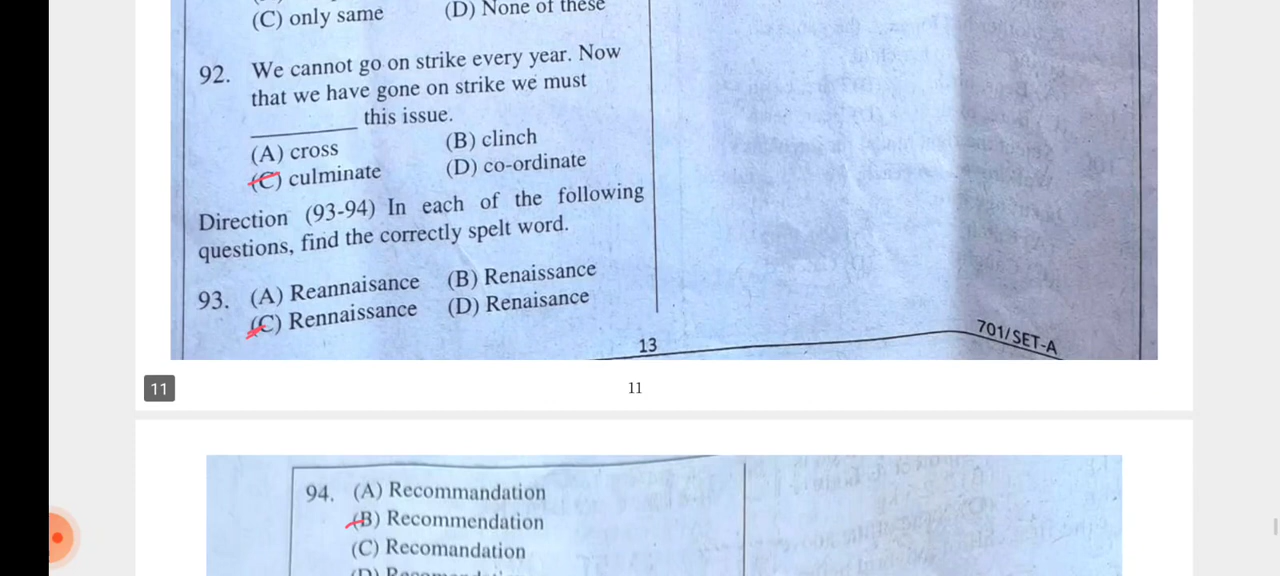 (C) only same (D) None of these
92. We cannot go on strike every year. Now
that we have gone on strike we must
__________ this issue.
(A) cross (B) clinch
(C) culminate (D) co-ordinate
Direction (93-94) In each of the following
questions, find the correctly spelt word.
93. (A) Reannaisance (B) Renaissance
(C) Rennaissance (D) Renaisance
13
701/SET-A
11
11
94. (A) Recommandation
(B) Recommendation
(C) Recomandation
(D)